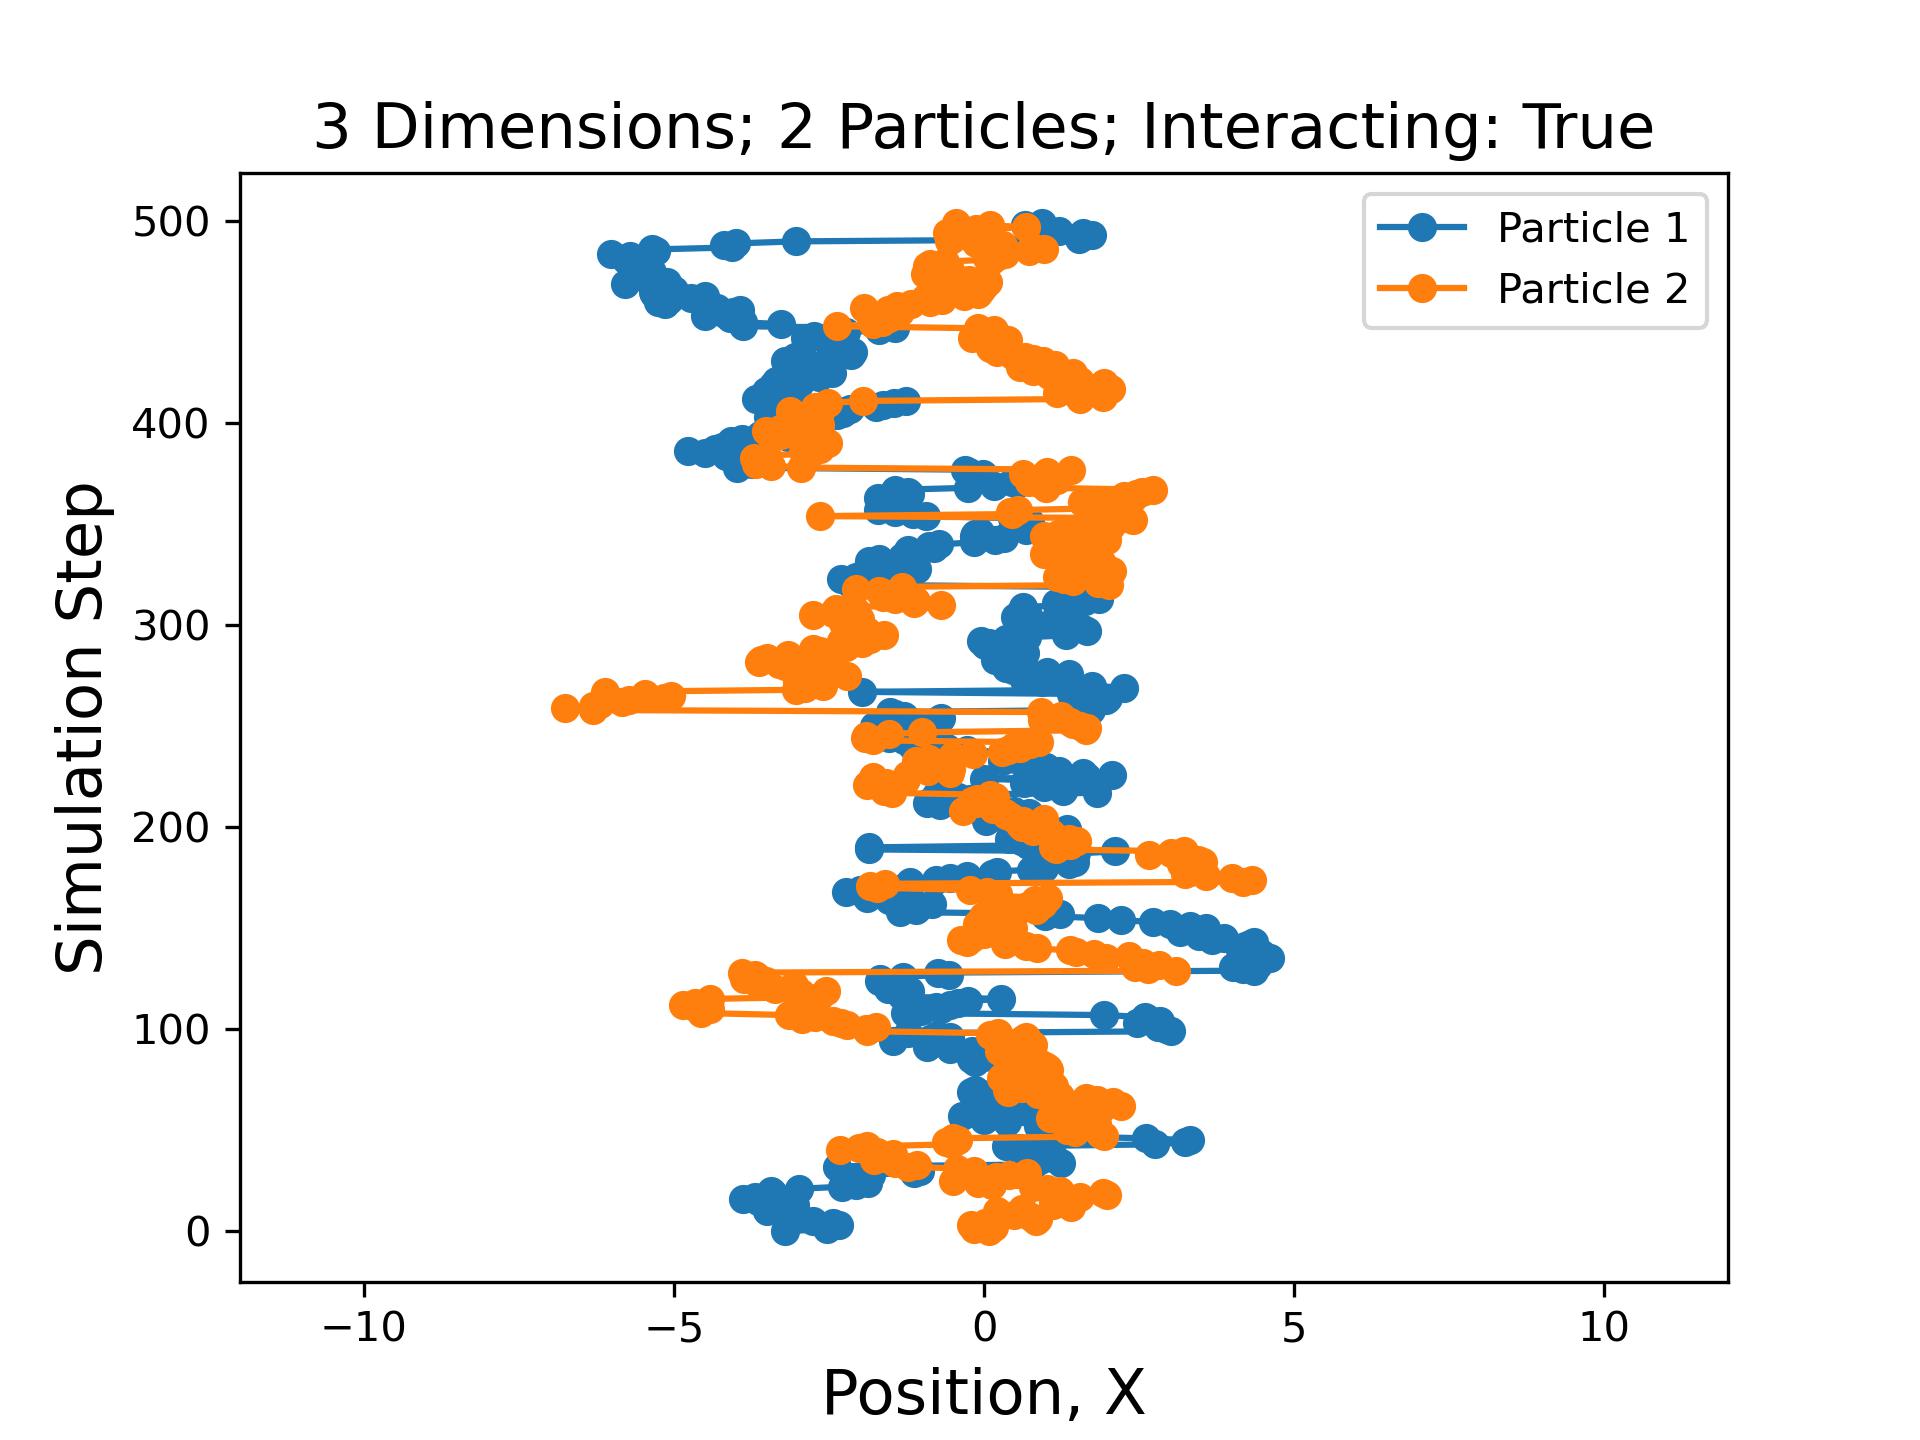 3 Dimensions; 2 Particles; Interacting: True
Particle 1
Particle 2
500
400
300
200
100
0
Simulation Step
−10
−5
0
5
10
Position, X